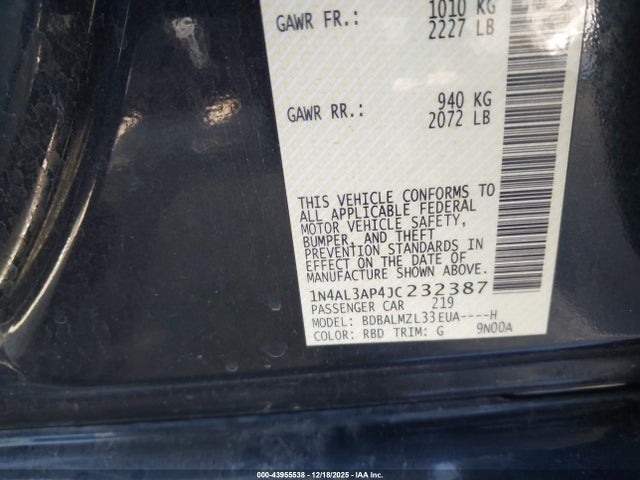 GAWR FR.: 1010 KG
2227 LB
GAWR RR.: 940 KG
2072 LB
THIS VEHICLE CONFORMS TO
ALL APPLICABLE FEDERAL
MOTOR VEHICLE SAFETY,
BUMPER, AND THEFT
PREVENTION STANDARDS IN
EFFECT ON THE DATE OF
MANUFACTURE SHOWN ABOVE.
1N4AL3AP4JC232387
PASSENGER CAR 219
MODEL: BDBALMZL33EUA----H
COLOR: RBD TRIM: G 9N00A
000-43955538 - 12/18/2025 - IAA Inc.